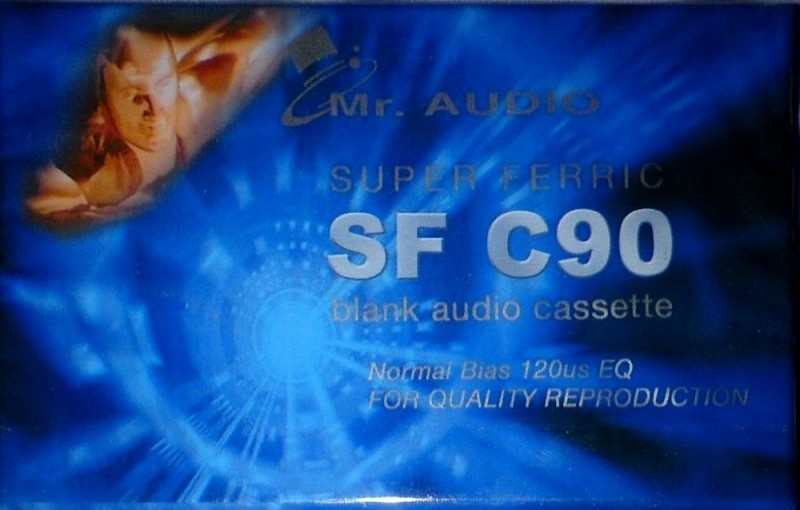 Mr. AUDIO
SUPER FERRIC
SF C90
blank audio cassette
Normal Bias 120us EQ
FOR QUALITY REPRODUCTION